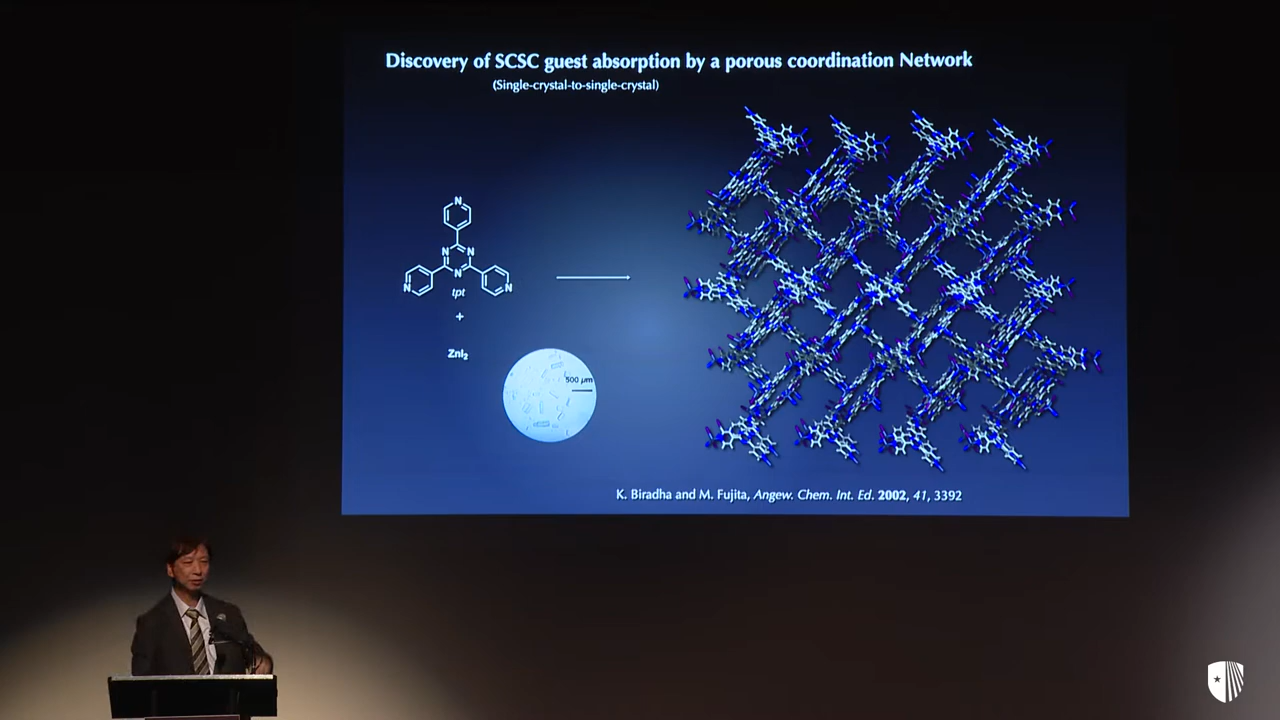 Discovery of SCSC guest absorption by a porous coordination Network
(Single-crystal-to-single-crystal)
N
N N
N
N N
tpt
+
ZnI2
500 µm
K. Biradha and M. Fujita, Angew. Chem. Int. Ed. 2002, 41, 3392